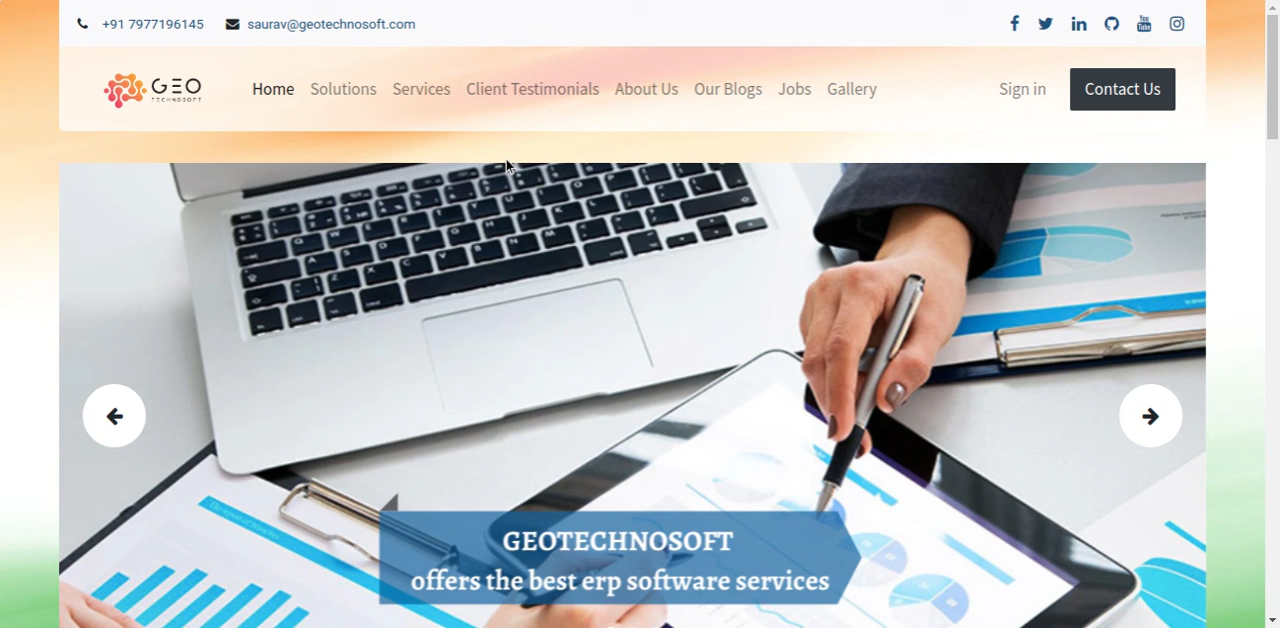 +91 7977196145 saurav@geotechnosoft.com
GEO
TECHNOSOFT
Home Solutions Services Client Testimonials About Us Our Blogs Jobs Gallery Sign in Contact Us
GEOTECHNOSOFT
offers the best erp software services